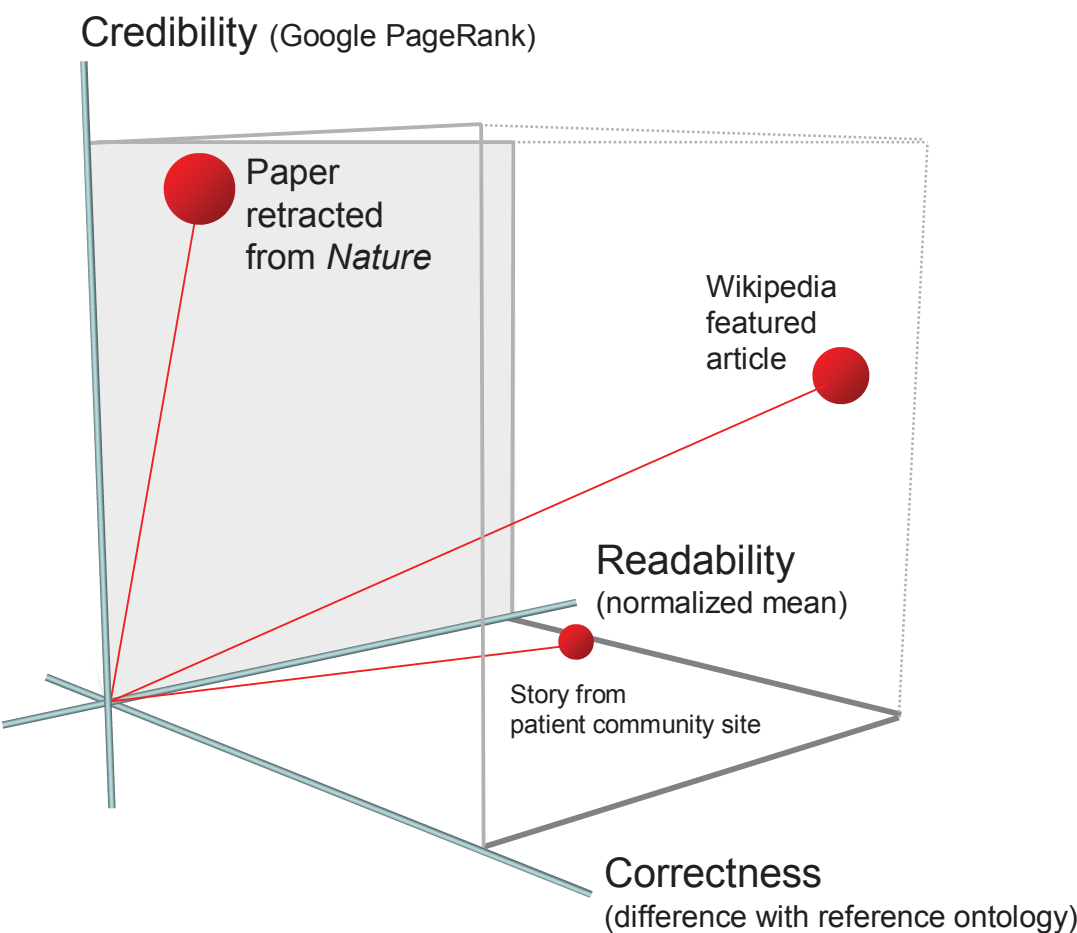 Credibility (Google PageRank)
Paper
retracted
from Nature
Wikipedia
featured
article
Readability
(normalized mean)
Story from
patient community site
Correctness
(difference with reference ontology)